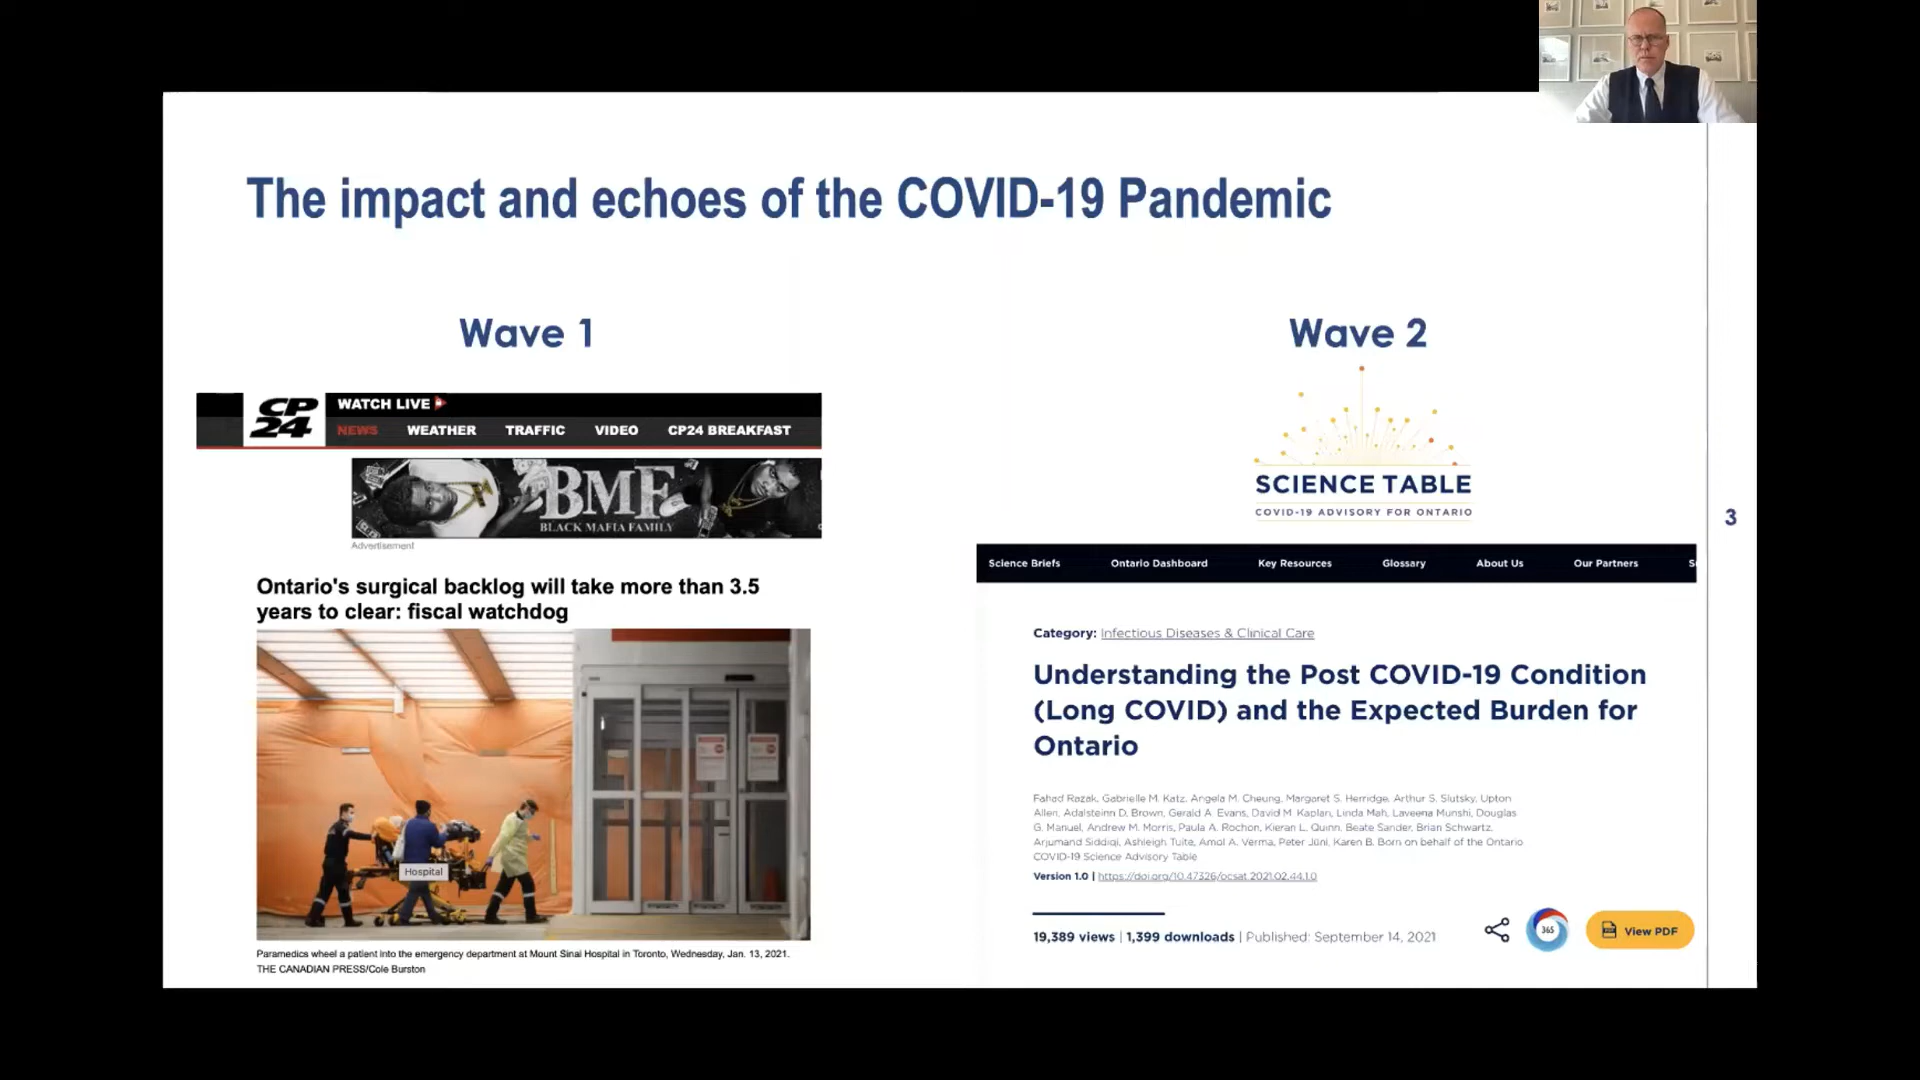 The impact and echoes of the COVID-19 Pandemic
Wave 1
CP
24
WATCH LIVE
NEWS WEATHER TRAFFIC VIDEO CP24 BREAKFAST
BMF
BLACK MAFIA FAMILY
Advertisement
Ontario's surgical backlog will take more than 3.5
years to clear: fiscal watchdog
Hospital
Paramedics wheel a patient into the emergency department at Mount Sinai Hospital in Toronto, Wednesday, Jan. 13, 2021.
THE CANADIAN PRESS/Cole Burston
Wave 2
SCIENCE TABLE
COVID-19 ADVISORY FOR ONTARIO
Science Briefs Ontario Dashboard Key Resources Glossary About Us Our Partners
Category: Infectious Diseases & Clinical Care
Understanding the Post COVID-19 Condition
(Long COVID) and the Expected Burden for
Ontario
Fahad Razak, Gabrielle M. Katz, Angela M. Cheung, Margaret S. Herridge, Arthur S. Slutsky, Upton
Allen, Adalsteinn D. Brown, Gerald A. Evans, David M. Kaplan, Linda Mah, Laveena Munshi, Douglas
G. Manuel, Andrew M. Morris, Paula A. Rochon, Kieran L. Quinn, Beate Sander, Brian Schwartz,
Arjumand Siddiqi, Ashleigh Tuite, Amol A. Verma, Peter Jüni, Karen B. Born on behalf of the Ontario
COVID-19 Science Advisory Table
Version 1.0 | https://doi.org/10.47326/ocsat.2021.02.44.1.0
19,389 views | 1,399 downloads | Published: September 14, 2021
365
View PDF
3